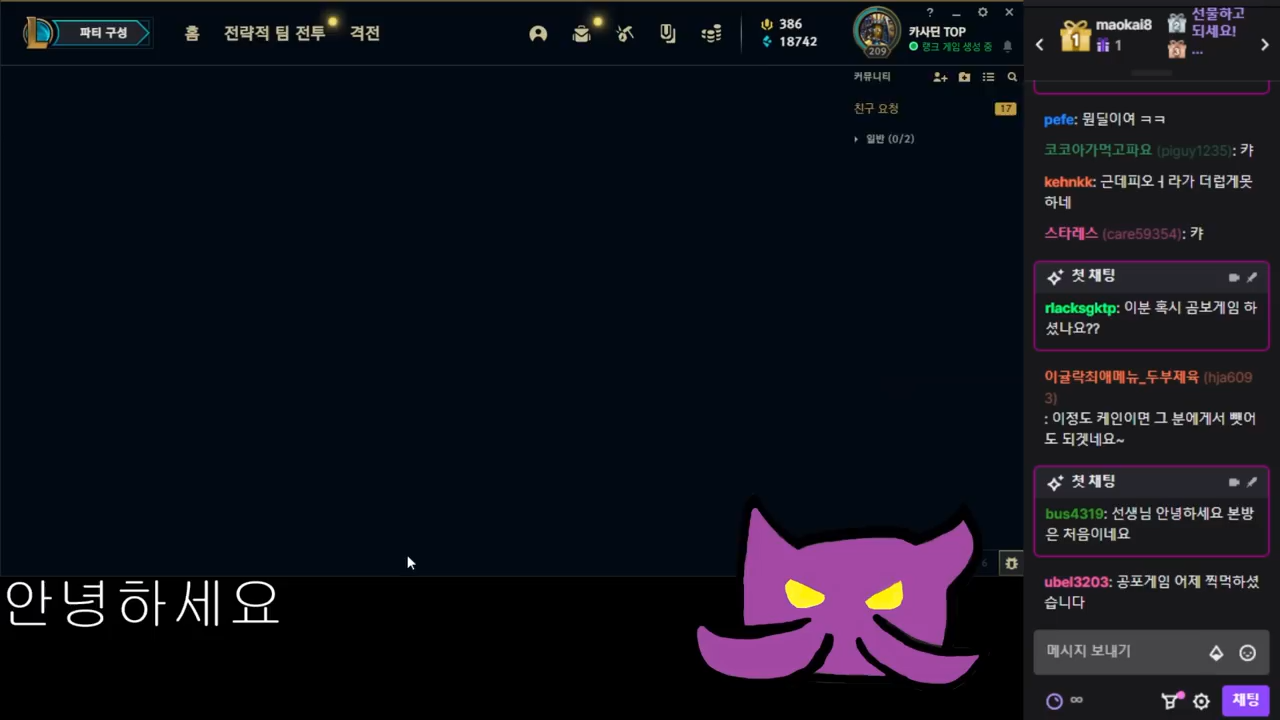 파티 구성
홈
전략적 팀 전투
격전
386
18742
209
?
카사딘 TOP
랭크 게임 생성 중
커뮤니티
친구 요청
17
일반 (0/2)
안녕하세요
1
maokai8
1
2
선물하고
되세요!
3
...
pefe: 뭔딜이여 ㅋㅋ
코코아가먹고파요 (piguy1235): 캬
kehnkk: 근데피오ㅕ라가 더럽게못
하네
스타레스 (care59354): 캬
첫 채팅
rlacksgktp: 이분 혹시 곰보게임 하
셨나요??
이귤락최애메뉴_두부제육 (hja609
3)
: 이정도 케인이면 그 분에게서 뺏어
도 되겟네요~
첫 채팅
bus4319: 선생님 안녕하세요 본방
은 처음이네요
ubel3203: 공포게임 어제 찍먹하셨
습니다
메시지 보내기
채팅